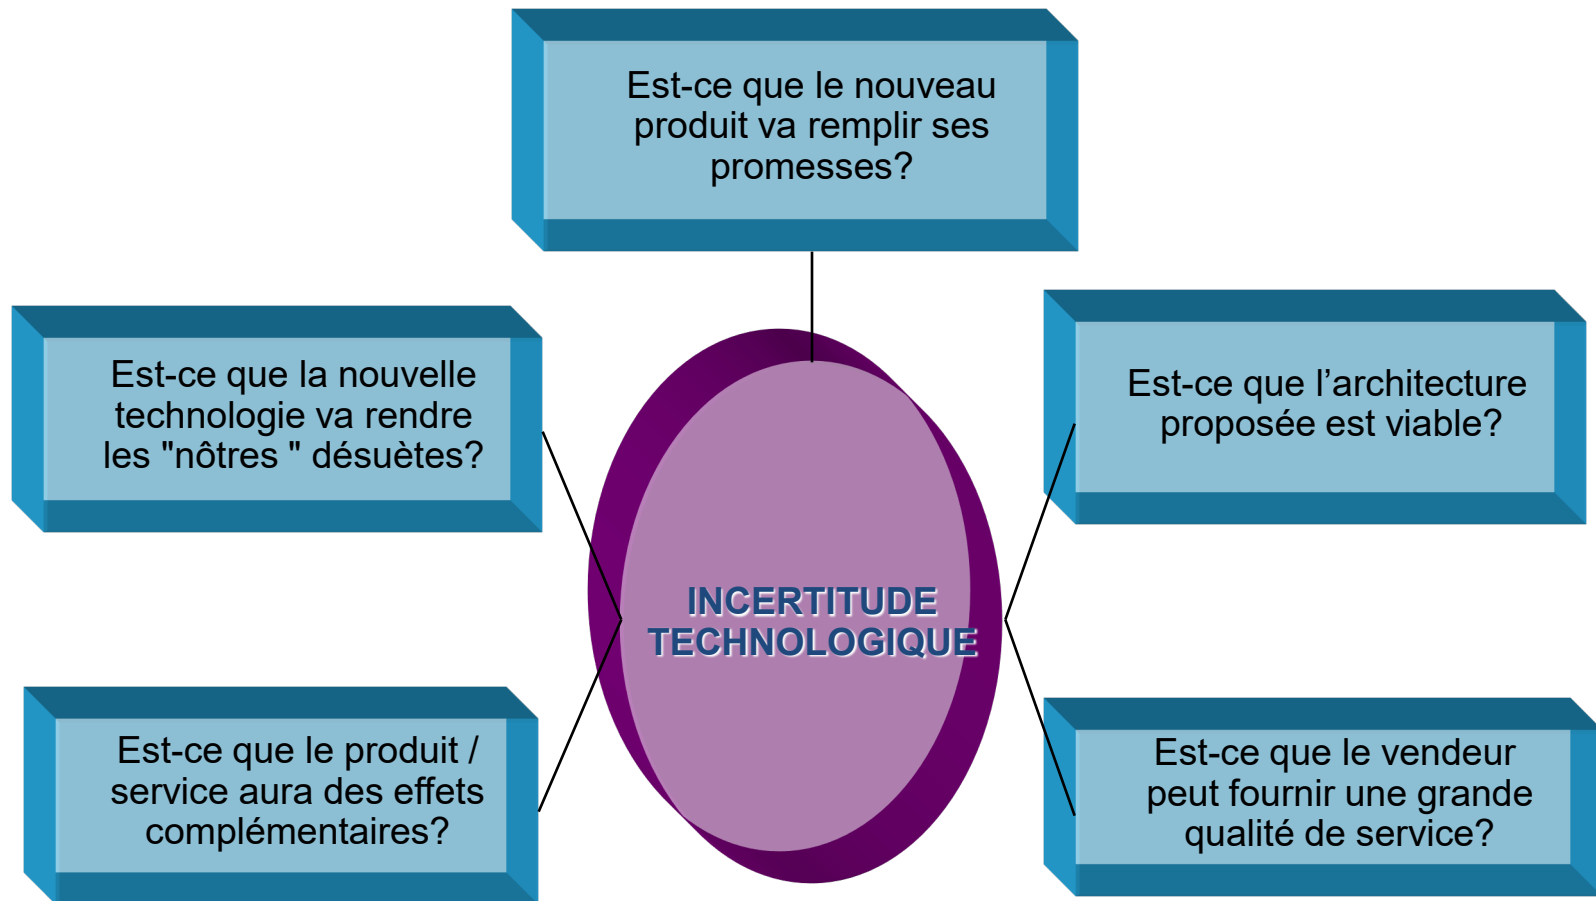 Est-ce que le nouveau
produit va remplir ses
promesses?
Est-ce que la nouvelle
technologie va rendre
les "nôtres " désuètes?
Est-ce que l’architecture
proposée est viable?
INCERTITUDE
TECHNOLOGIQUE
Est-ce que le produit /
service aura des effets
complémentaires?
Est-ce que le vendeur
peut fournir une grande
qualité de service?